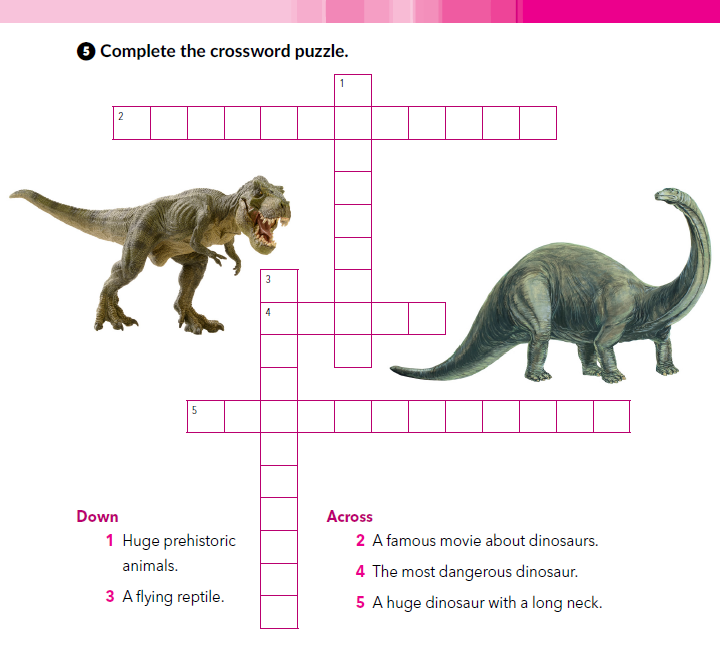 5 Complete the crossword puzzle.
1
2
3
4
5
Down
1 Huge prehistoric
animals.
3 A flying reptile.
Across
2 A famous movie about dinosaurs.
4 The most dangerous dinosaur.
5 A huge dinosaur with a long neck.